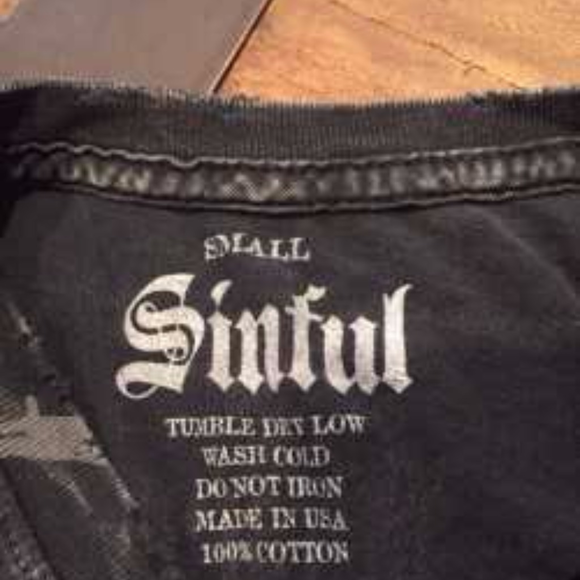 SMALL
Sinful
TUMBLE DRY LOW
WASH COLD
DO NOT IRON
MADE IN USA
100% COTTON